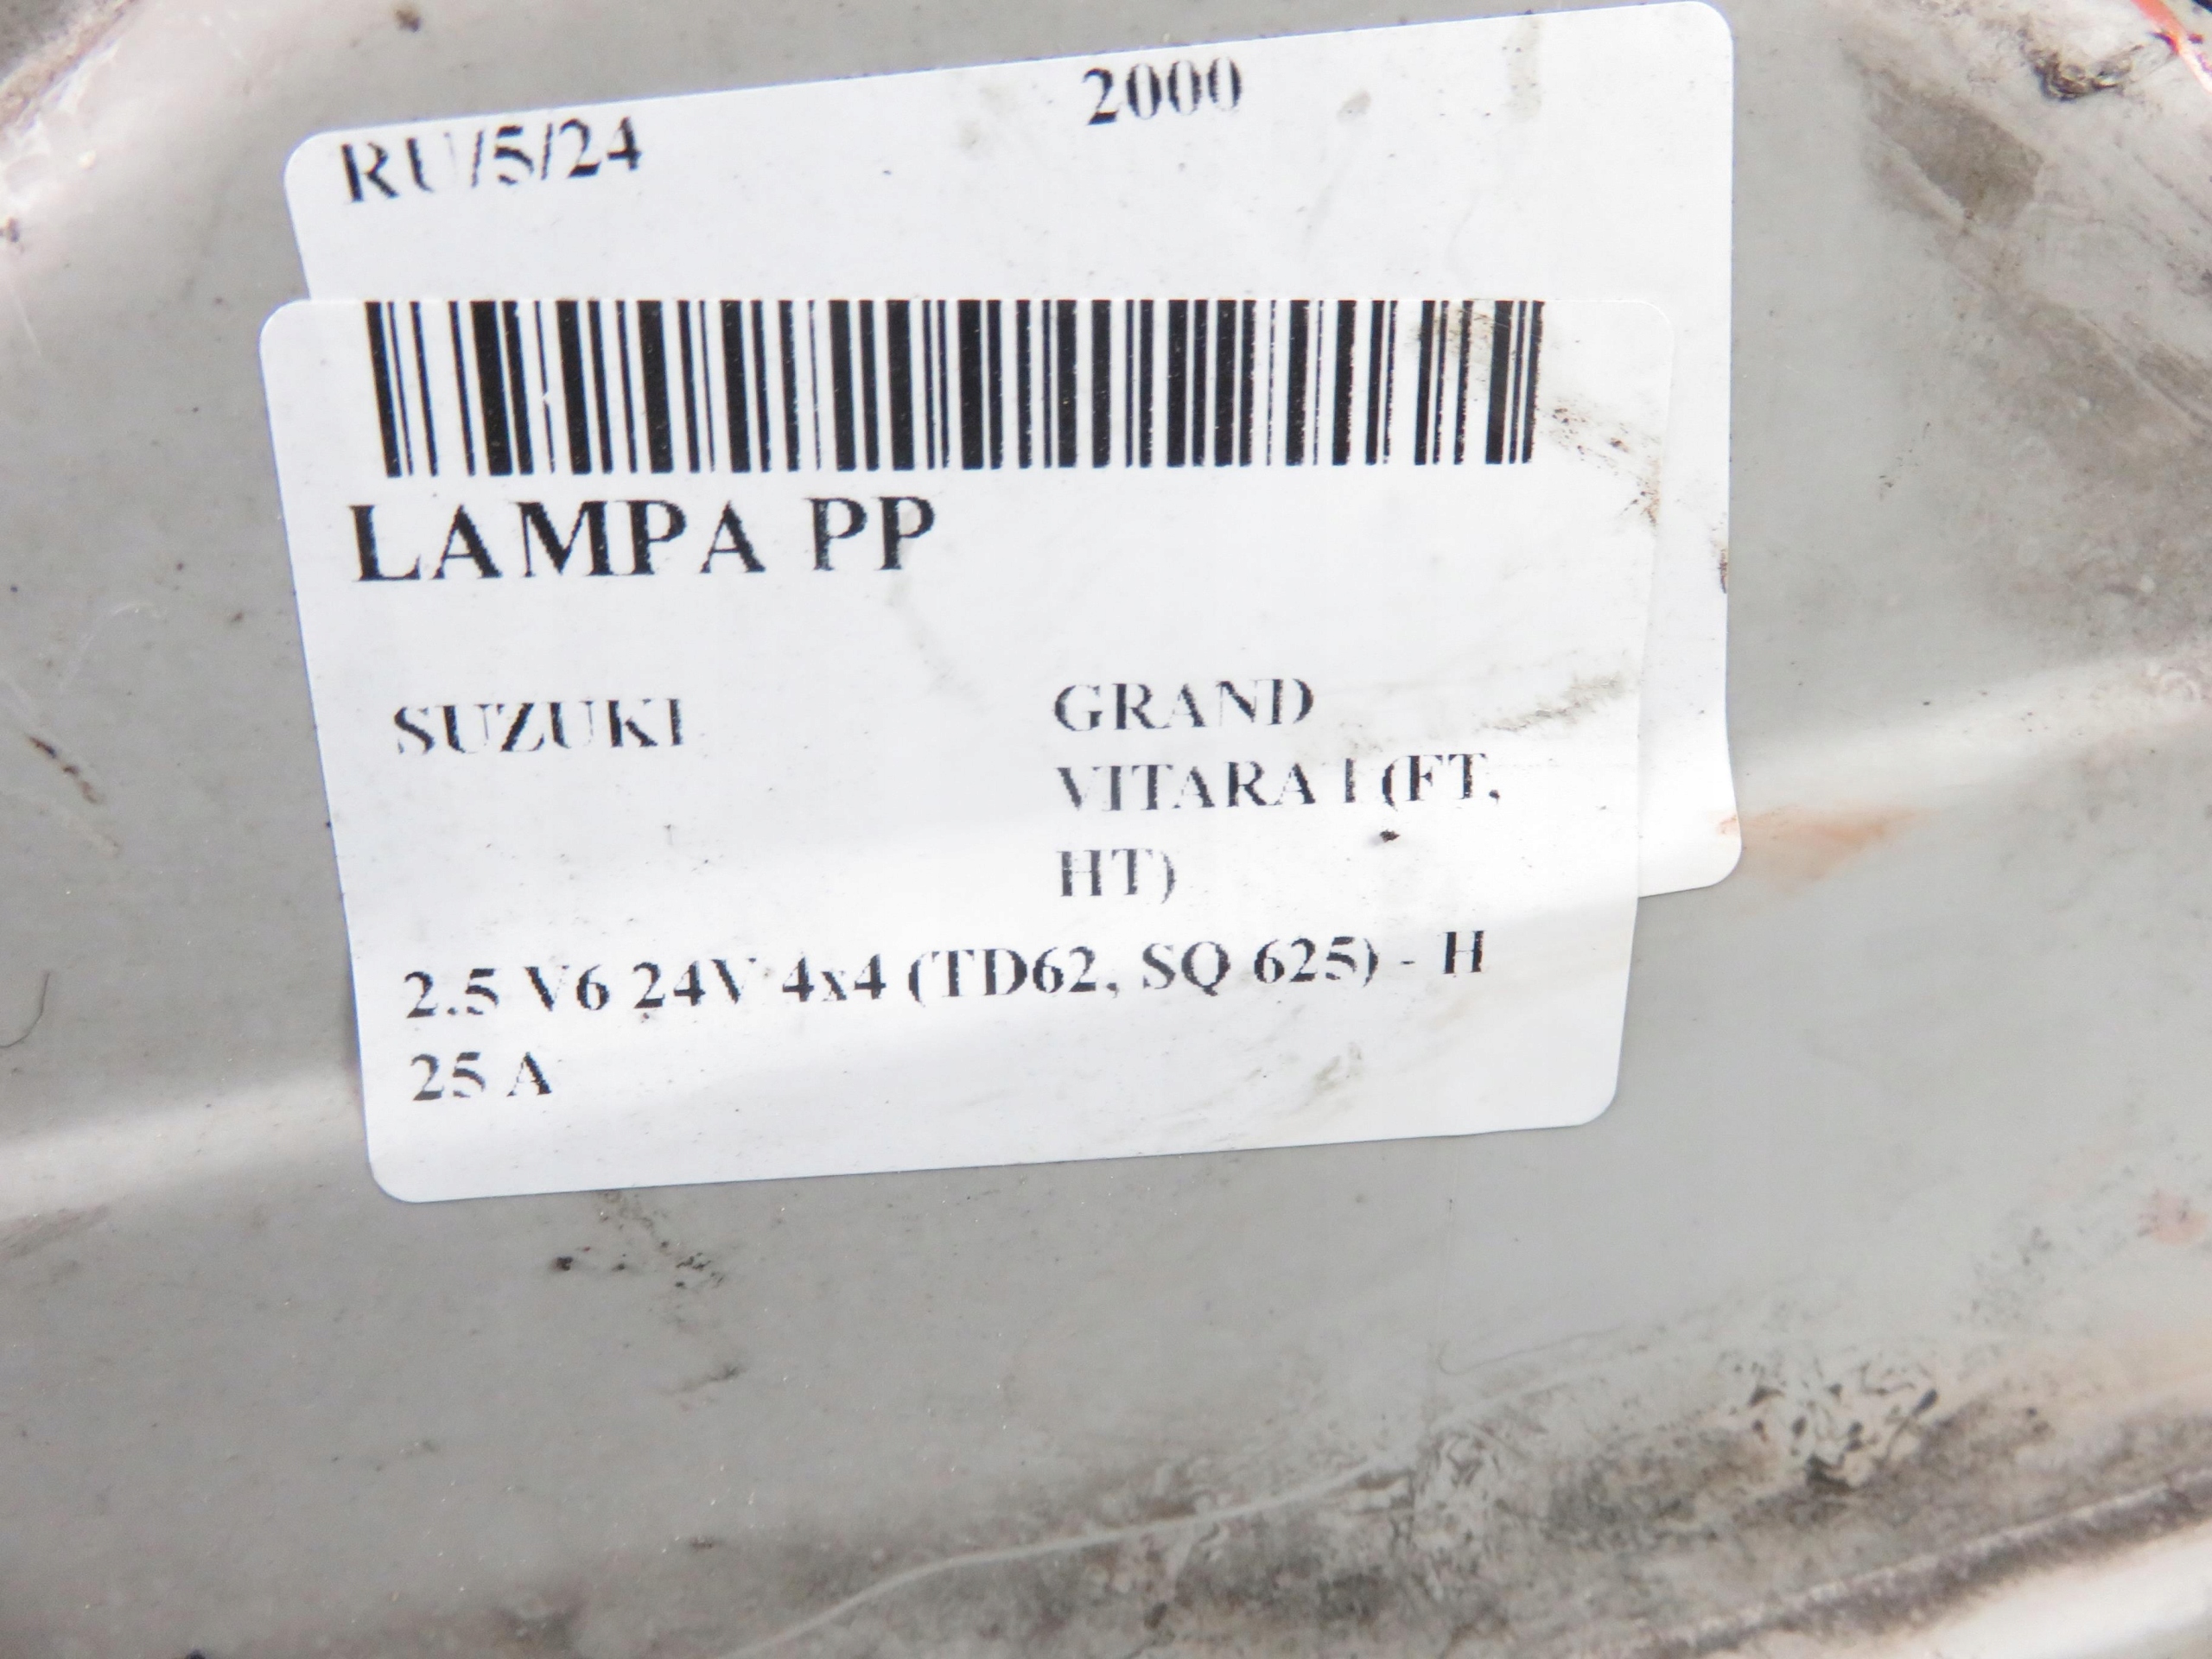 RU/5/24 2000
LAMPA PP
SUZUKI GRAND
VITARA I (FT,
HT)
2.5 V6 24V 4x4 (TD62, SQ 625) - H
25 A